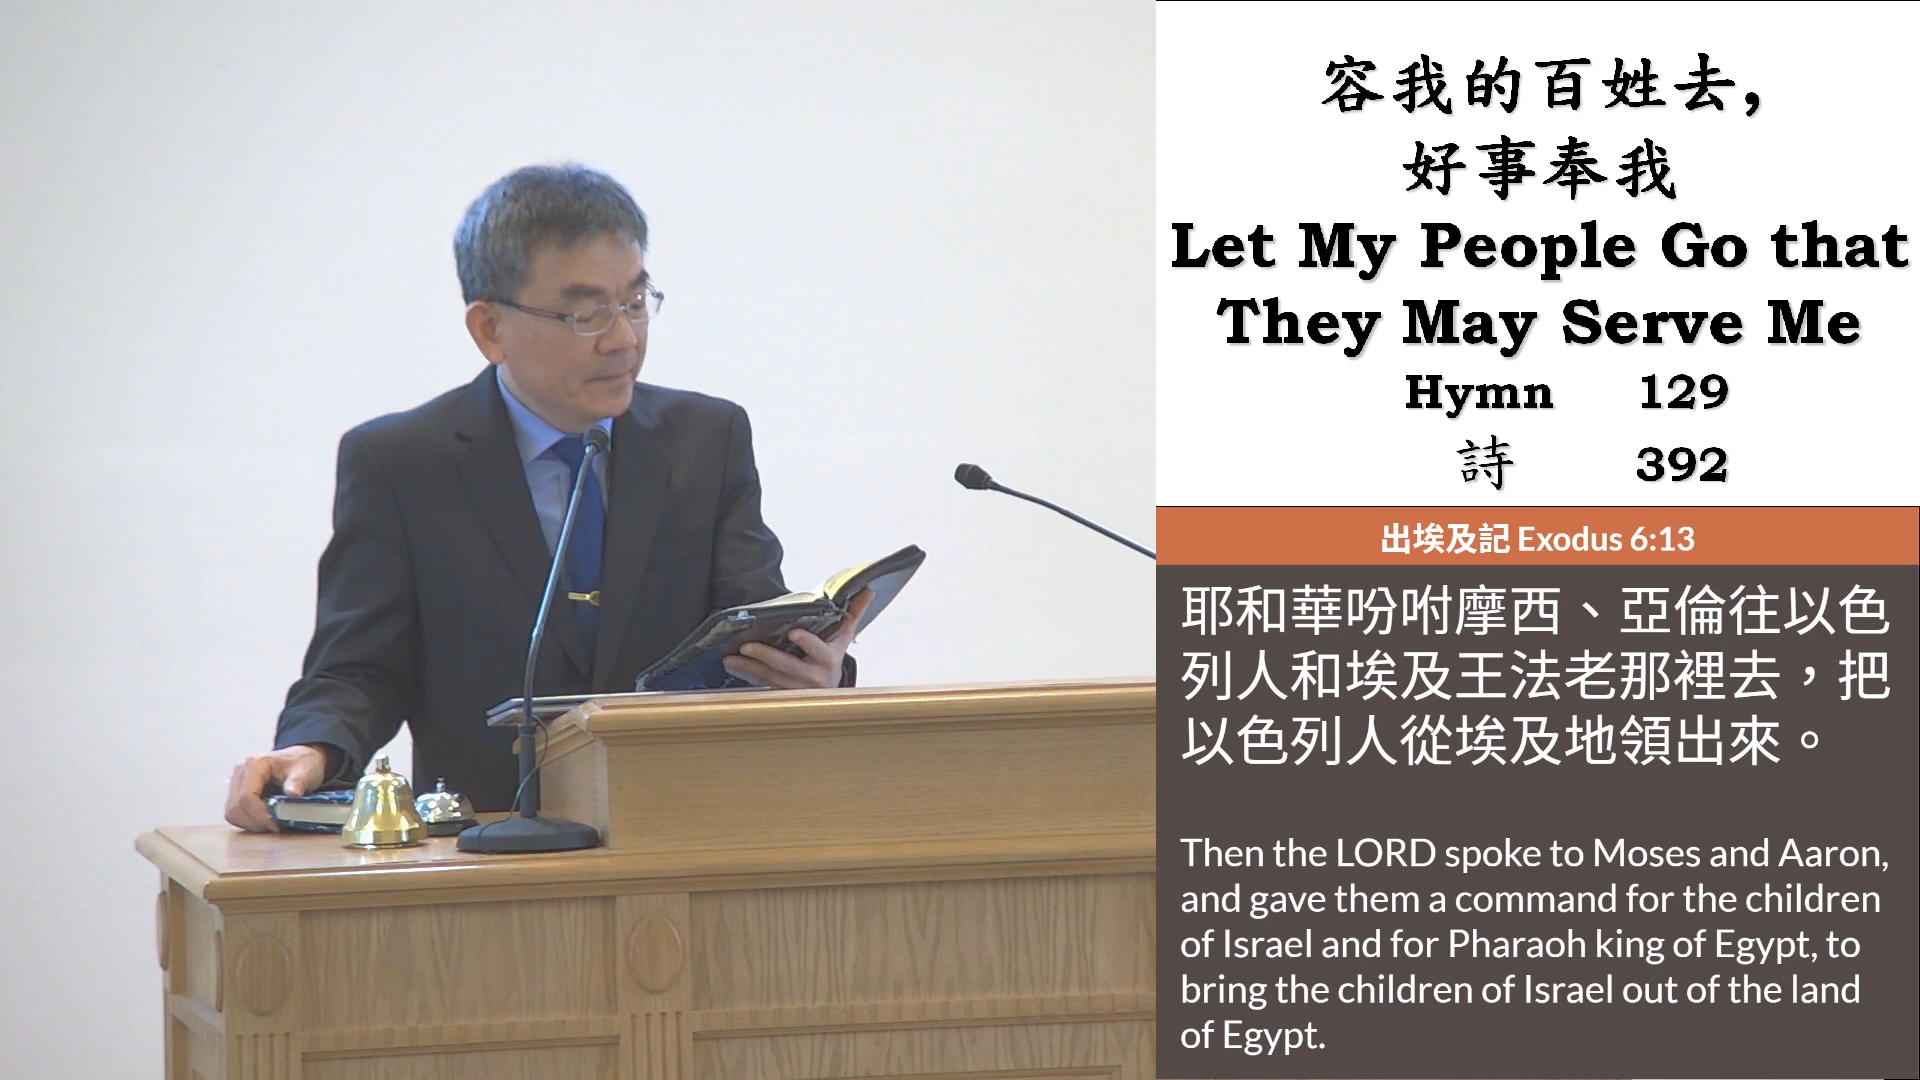 容我的百姓去,
好事奉我
Let My People Go that
They May Serve Me
Hymn 129
詩 392
出埃及記 Exodus 6:13
耶和華吩咐摩西、亞倫往以色
列人和埃及王法老那裡去，把
以色列人從埃及地領出來。
Then the LORD spoke to Moses and Aaron,
and gave them a command for the children
of Israel and for Pharaoh king of Egypt, to
bring the children of Israel out of the land
of Egypt.